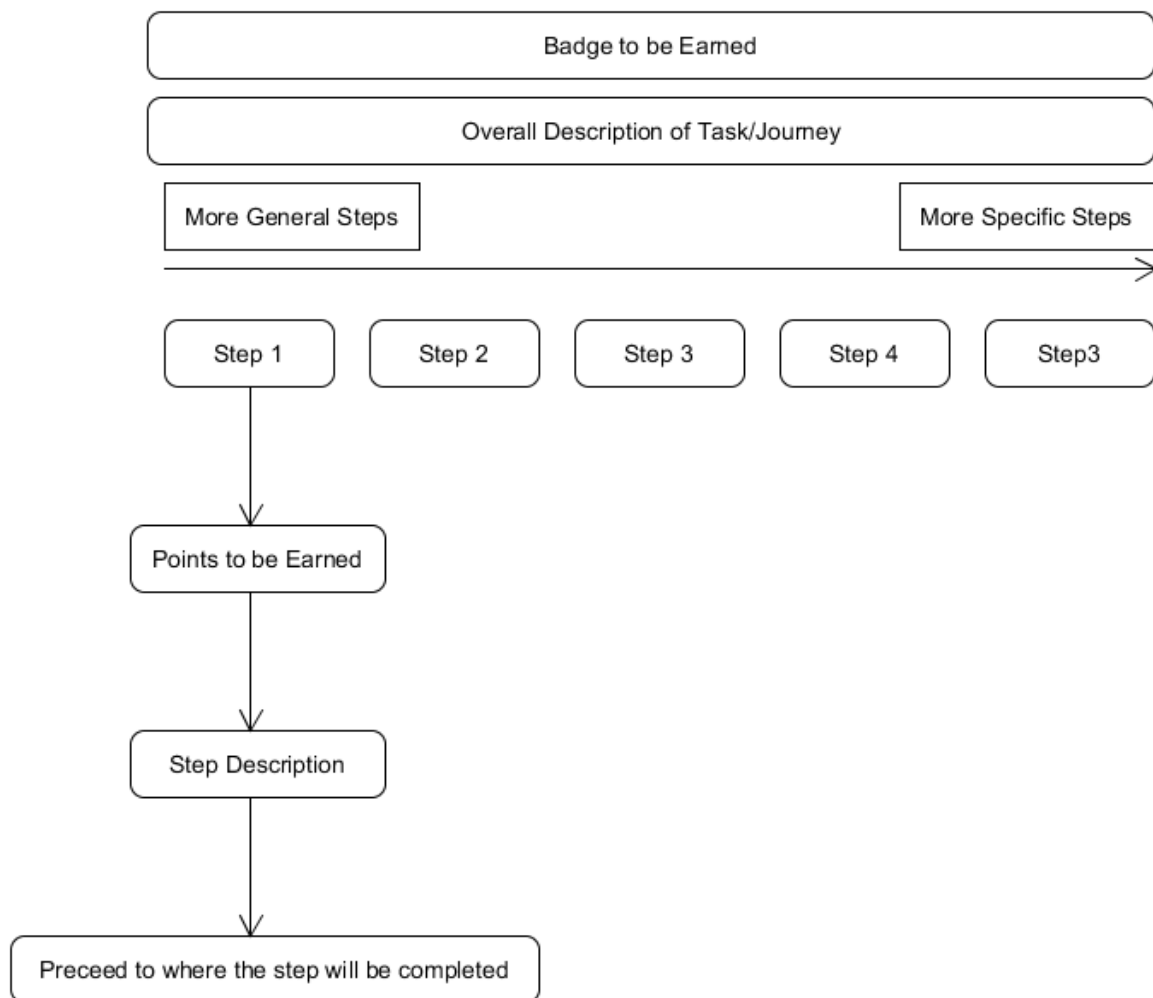 Badge to be Earned
Overall Description of Task/Journey
More General Steps
More Specific Steps
Step 1
Step 2
Step 3
Step 4
Step3
Points to be Earned
Step Description
Preceed to where the step will be completed